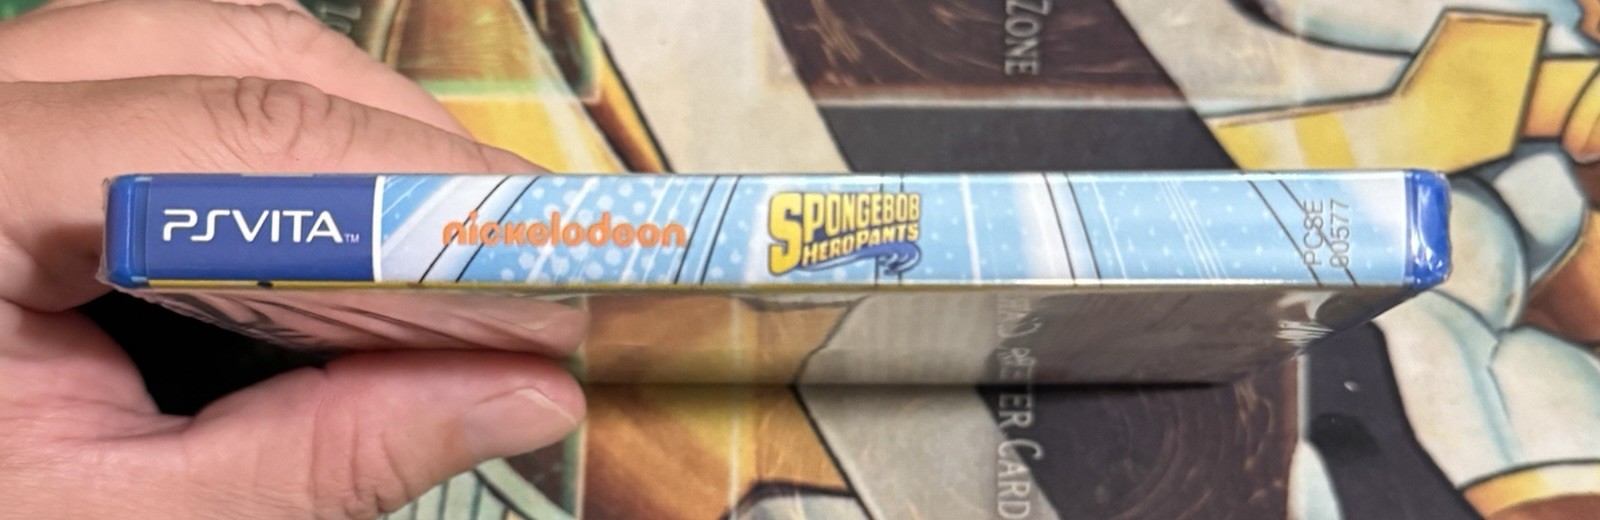 ZONE
PSVITA™
nickelodeon
SPONGEBOB
HEROPANTS
PCSE
00577
CARD